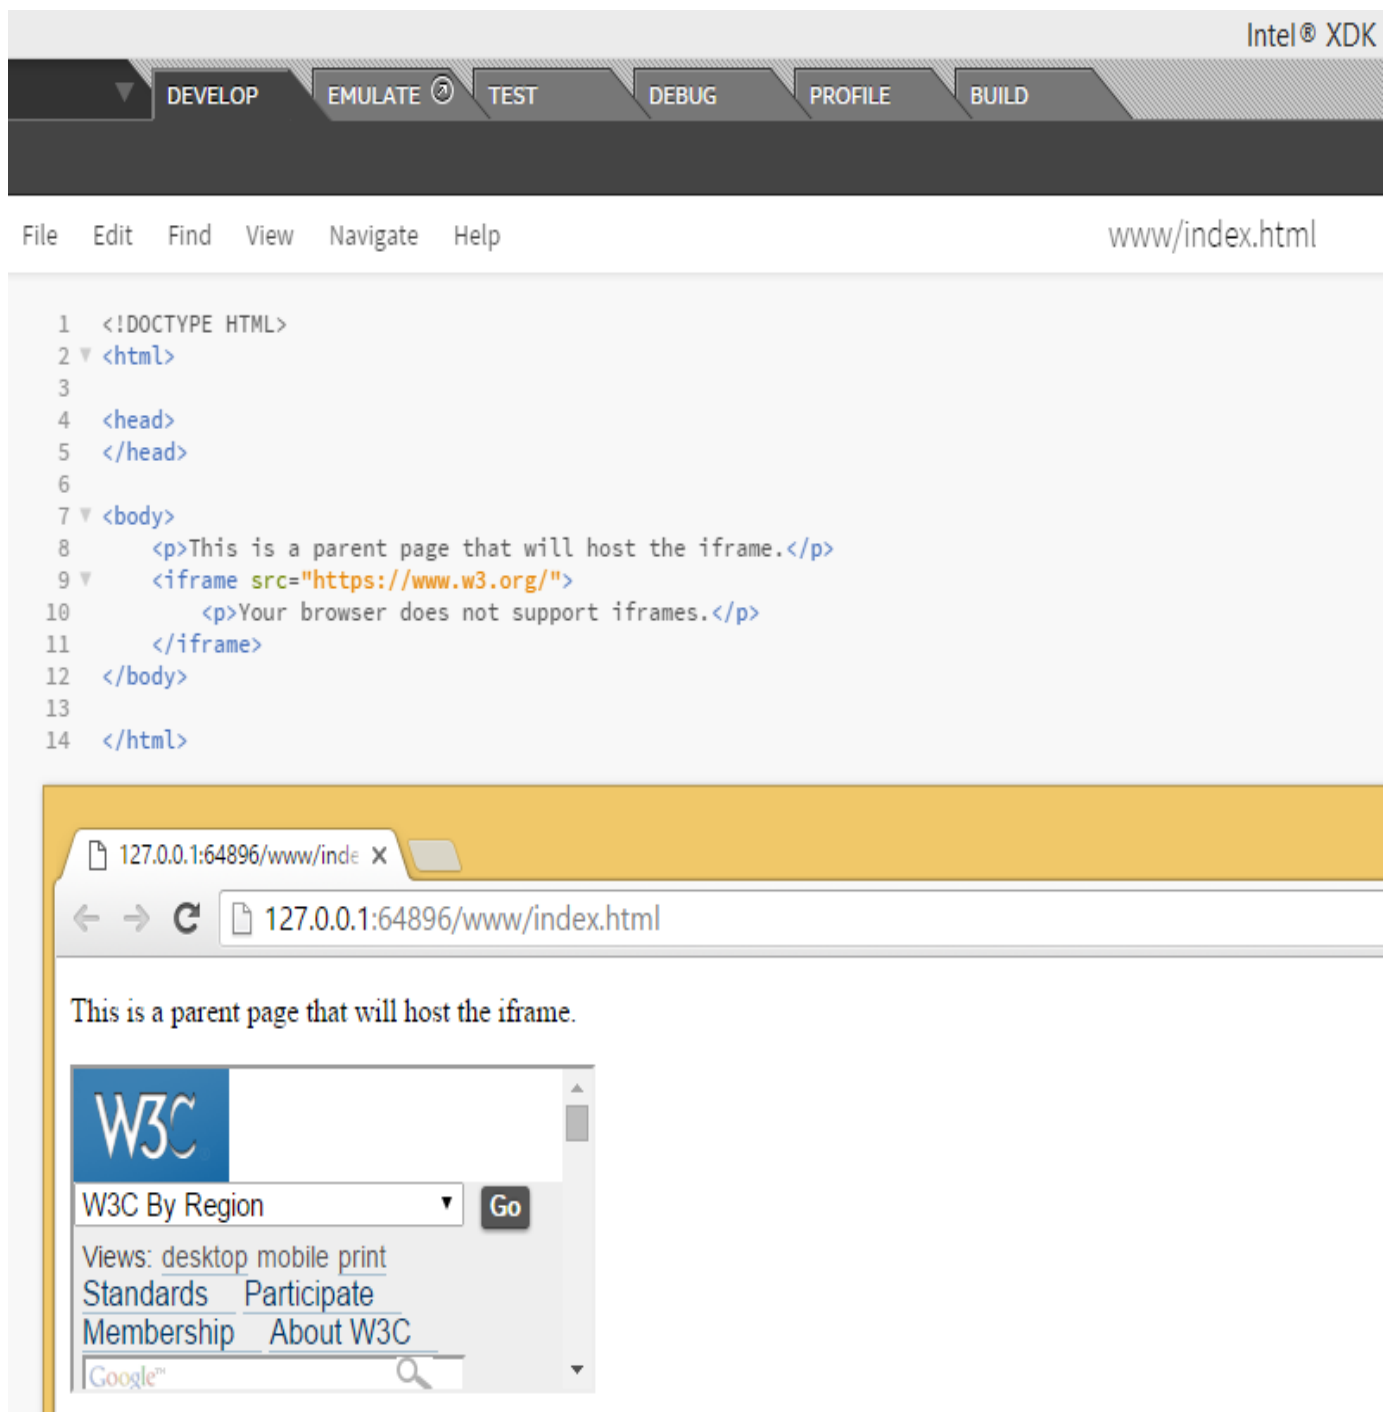 Intel® XDK
DEVELOP EMULATE TEST DEBUG PROFILE BUILD
File Edit Find View Navigate Help www/index.html
1 <!DOCTYPE HTML>
2 <html>
3
4 <head>
5 </head>
6
7 <body>
8 <p>This is a parent page that will host the iframe.</p>
9 <iframe src="https://www.w3.org/">
10 <p>Your browser does not support iframes.</p>
11 </iframe>
12 </body>
13
14 </html>
127.0.0.1:64896/www/inde
127.0.0.1:64896/www/index.html
This is a parent page that will host the iframe.
W3C®
W3C By Region Go
Views: desktop mobile print
Standards Participate
Membership About W3C
Google™